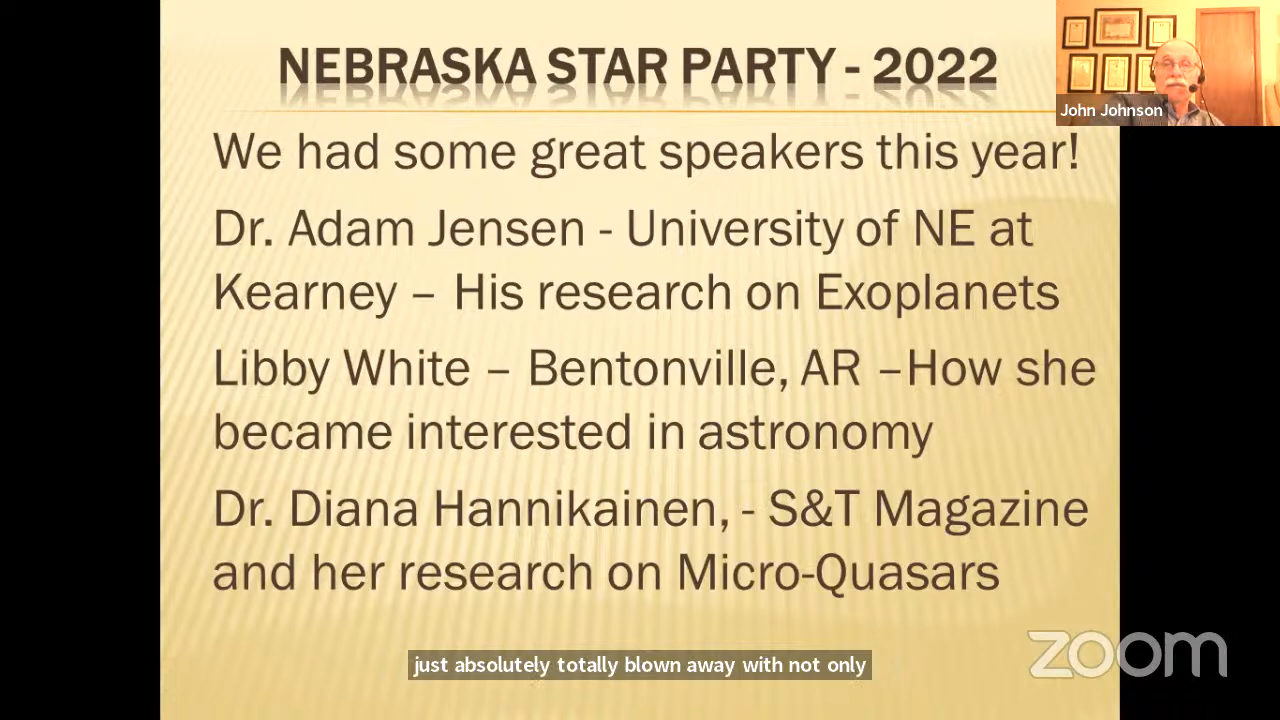 NEBRASKA STAR PARTY - 2022
John Johnson
We had some great speakers this year!
Dr. Adam Jensen - University of NE at
Kearney – His research on Exoplanets
Libby White – Bentonville, AR –How she
became interested in astronomy
Dr. Diana Hannikainen, - S&T Magazine
and her research on Micro-Quasars
just absolutely totally blown away with not only
zoom